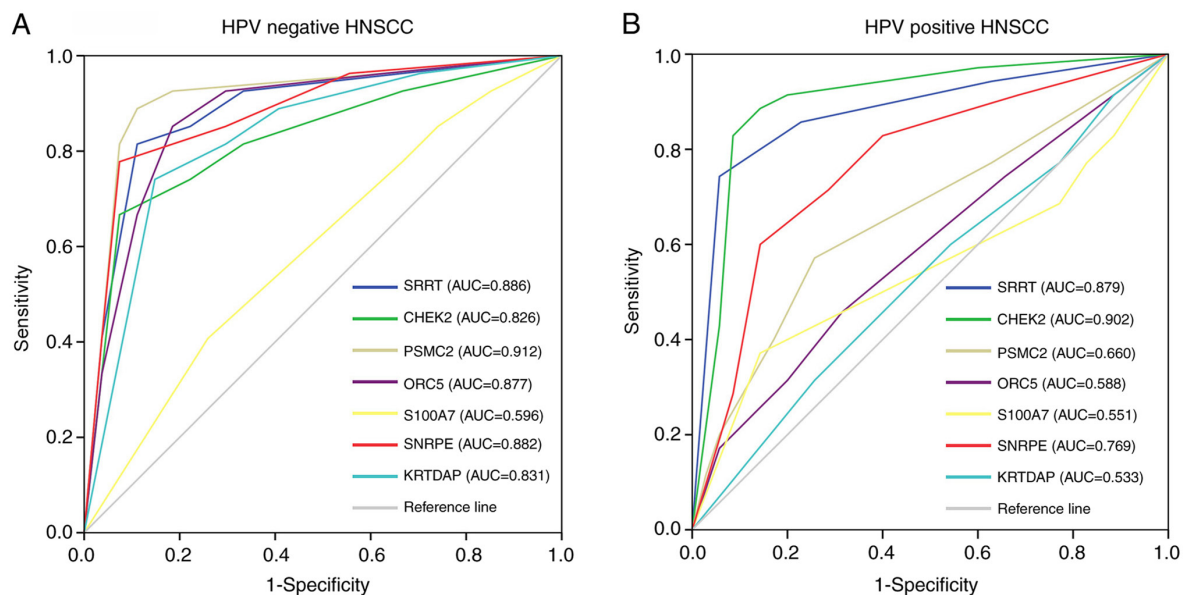 A
HPV negative HNSCC
1.0
0.8
0.6
0.4
0.2
0.0
Sensitivity
SRRT (AUC=0.886)
CHEK2 (AUC=0.826)
PSMC2 (AUC=0.912)
ORC5 (AUC=0.877)
S100A7 (AUC=0.596)
SNRPE (AUC=0.882)
KRTDAP (AUC=0.831)
Reference line
0.0 0.2 0.4 0.6 0.8 1.0
1-Specificity
B
HPV positive HNSCC
1.0
0.8
0.6
0.4
0.2
0.0
Sensitivity
SRRT (AUC=0.879)
CHEK2 (AUC=0.902)
PSMC2 (AUC=0.660)
ORC5 (AUC=0.588)
S100A7 (AUC=0.551)
SNRPE (AUC=0.769)
KRTDAP (AUC=0.533)
Reference line
0.0 0.2 0.4 0.6 0.8 1.0
1-Specificity